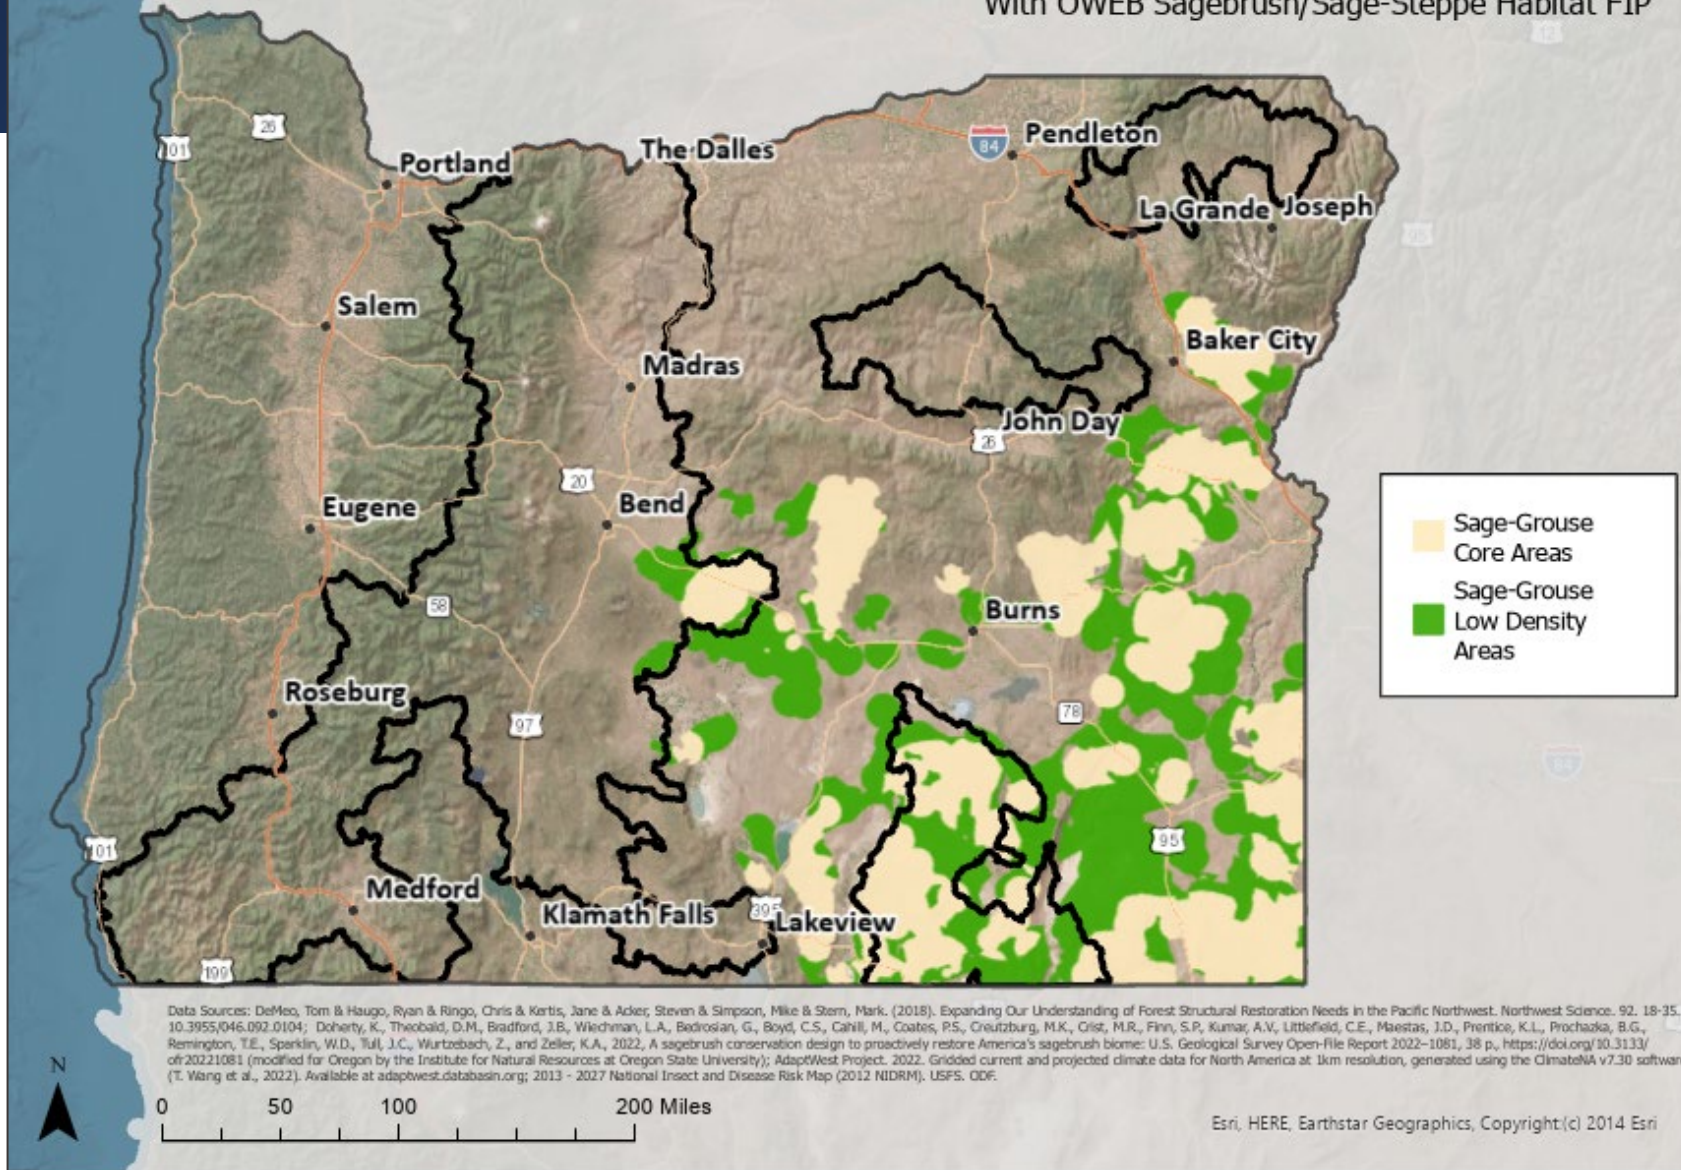 With OWEB Sagebrush/Sage-Steppe Habitat FIP
12
26
101
Portland
The Dalles
84
Pendleton
La Grande
Joseph
95
Salem
Madras
Baker City
John Day
26
20
Bend
Eugene
58
Burns
Sage-Grouse
Core Areas
Sage-Grouse
Low Density
Areas
Roseburg
97
78
84
95
101
Medford
Klamath Falls
395
Lakeview
199
Data Sources: DeMeo, Tom & Haugo, Ryan & Ringo, Chris & Kertis, Jane & Acker, Steven & Simpson, Mike & Stern, Mark. (2018). Expanding Our Understanding of Forest Structural Restoration Needs in the Pacific Northwest. Northwest Science. 92. 18-35.
10.3955/046.092.0104; Doherty, K., Theobald, D.M., Bradford, J.B., Wiechman, L.A., Bedrosian, G., Boyd, C.S., Cahill, M., Coates, P.S., Creutzburg, M.K., Crist, M.R., Finn, S.P., Kumar, A.V., Littlefield, C.E., Maestas, J.D., Prentice, K.L., Prochazka, B.G.,
Remington, T.E., Sparklin, W.D., Tull, J.C., Wurtzebach, Z., and Zeller, K.A., 2022, A sagebrush conservation design to proactively restore America's sagebrush biome: U.S. Geological Survey Open-File Report 2022–1081, 38 p., https://doi.org/10.3133/
ofr20221081 (modified for Oregon by the Institute for Natural Resources at Oregon State University); AdaptWest Project. 2022. Gridded current and projected climate data for North America at 1km resolution, generated using the ClimateNA v7.30 softwar
(T. Wang et al., 2022). Available at adaptwest.databasin.org; 2013 - 2027 National Insect and Disease Risk Map (2012 NIDRM). USFS. ODF.
N
0 50 100 200 Miles
Esri, HERE, Earthstar Geographics, Copyright:(c) 2014 Esri